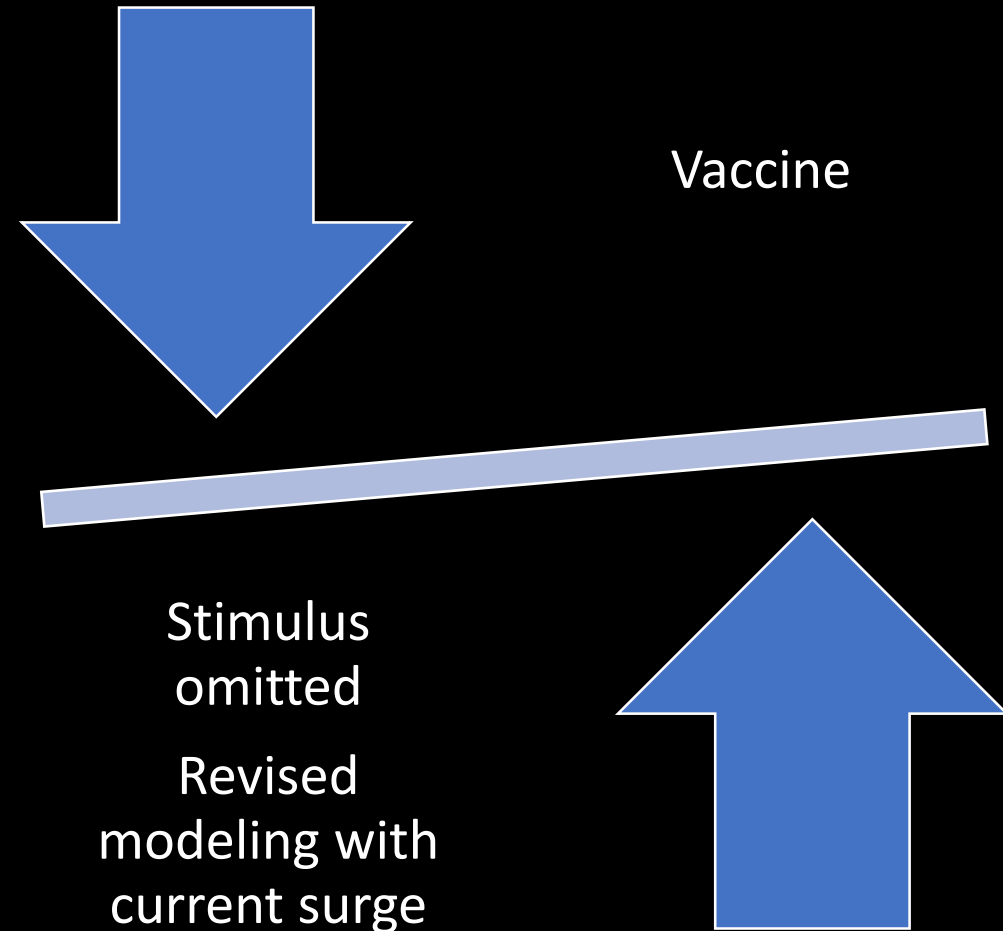 Vaccine
Stimulus
omitted
Revised
modeling with
current surge